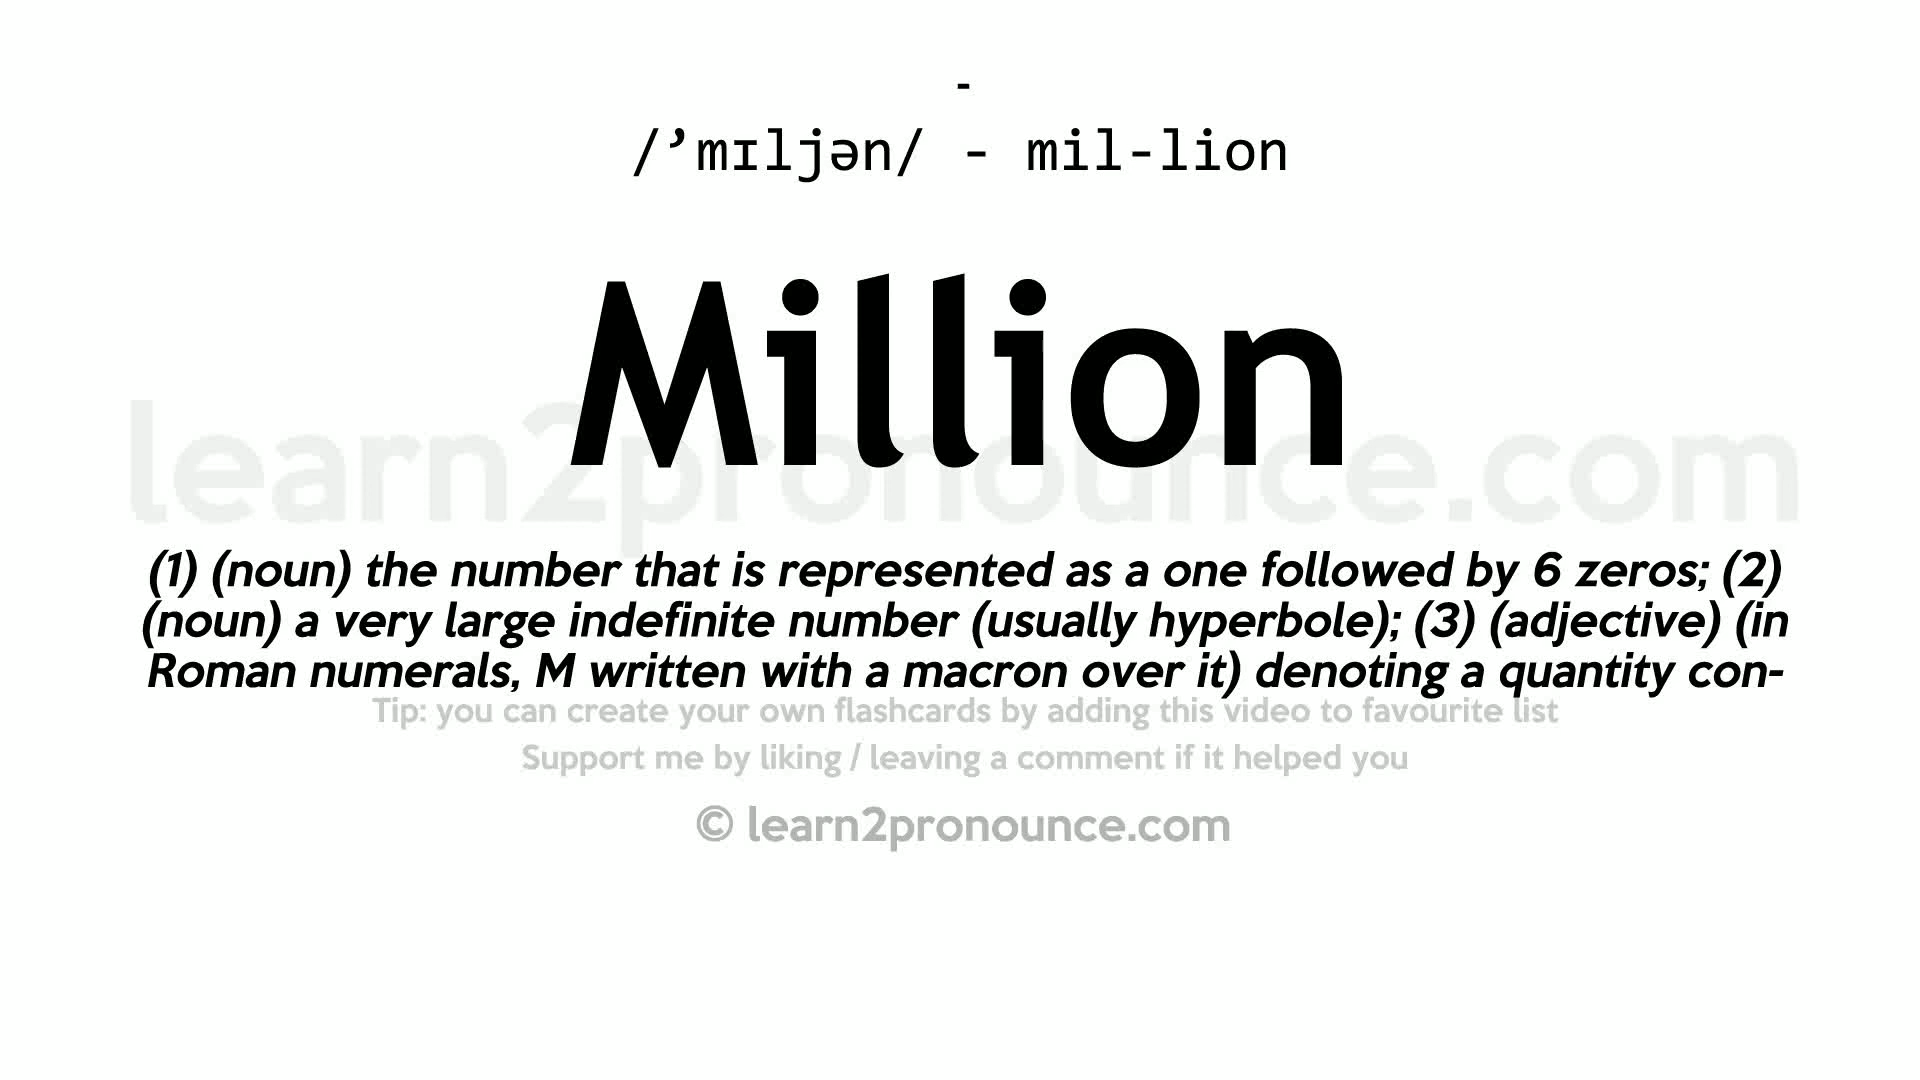 -
/’mɪljən/ - mil-lion
Million
learn2pronounce.com
(1) (noun) the number that is represented as a one followed by 6 zeros; (2)
(noun) a very large indefinite number (usually hyperbole); (3) (adjective) (in
Roman numerals, M written with a macron over it) denoting a quantity con-
Tip: you can create your own flashcards by adding this video to favourite list
Support me by liking / leaving a comment if it helped you
© learn2pronounce.com